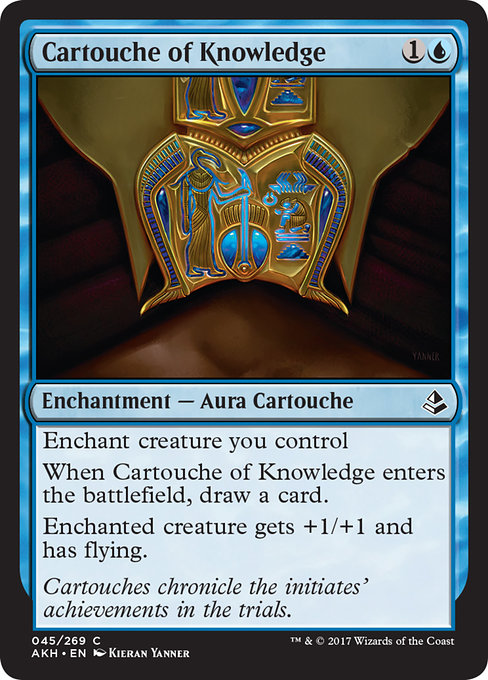 Cartouche of Knowledge 1
YANNER
Enchantment — Aura Cartouche
Enchant creature you control
When Cartouche of Knowledge enters
the battlefield, draw a card.
Enchanted creature gets +1/+1 and
has flying.
Cartouches chronicle the initiates’
achievements in the trials.
045/269 C
™ & © 2017 Wizards of the Coast
AKH • EN Kieran Yanner